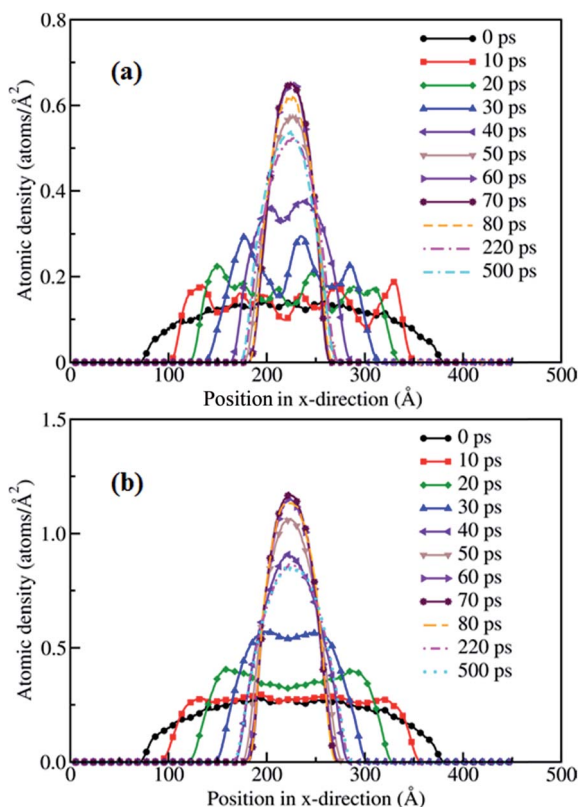 (a)
0 ps
10 ps
20 ps
30 ps
40 ps
50 ps
60 ps
70 ps
80 ps
220 ps
500 ps
Atomic density (atoms/Å²)
0.8
0.6
0.4
0.2
0
0 100 200 300 400 500
Position in x-direction (Å)
(b)
0 ps
10 ps
20 ps
30 ps
40 ps
50 ps
60 ps
70 ps
80 ps
220 ps
500 ps
Atomic density (atoms/Å²)
1.5
1.0
0.5
0.0
0 100 200 300 400 500
Position in x-direction (Å)